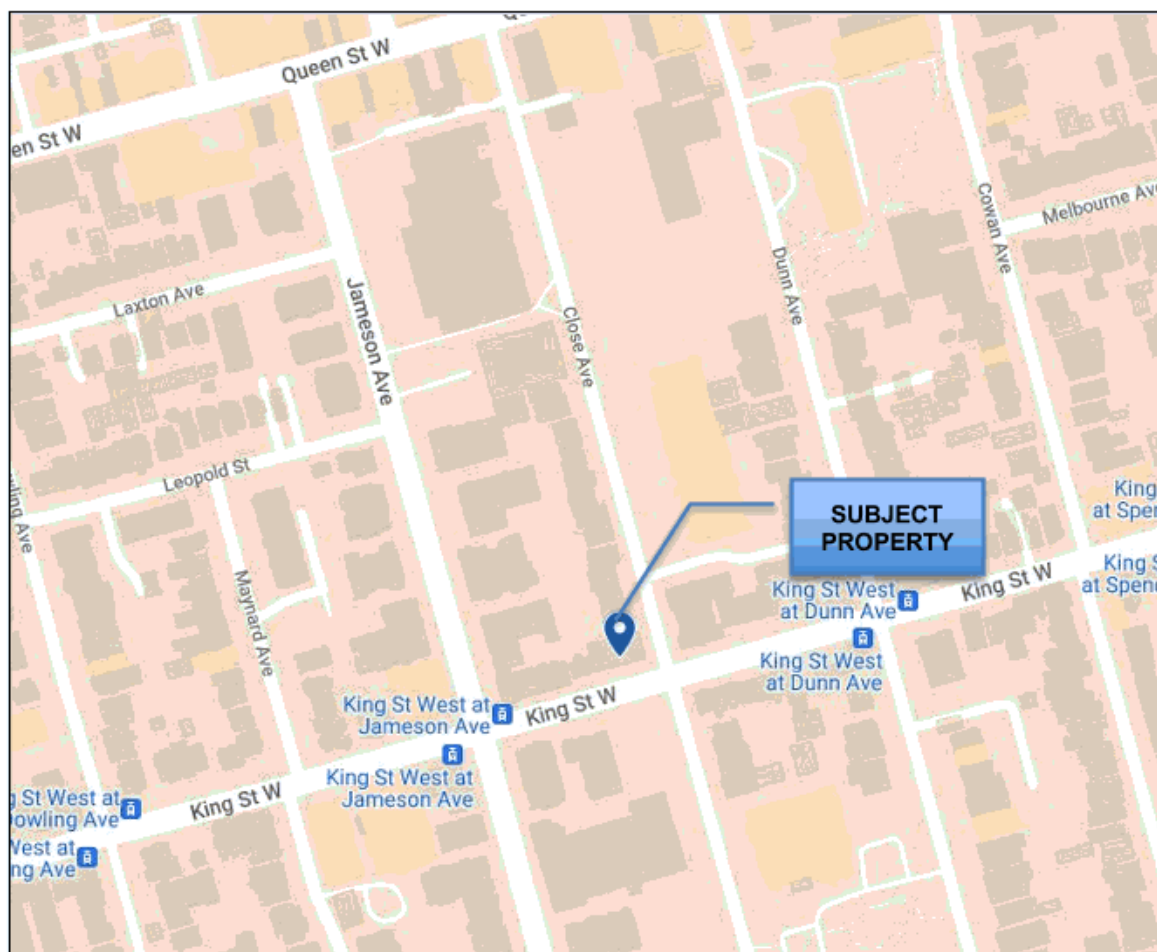 Queen St W
en St W
Laxton Ave
Jameson Ave
Close Ave
Dunn Ave
Cowan Ave
Melbourne Ave
Leopold St
Maynard Ave
wling Ave
SUBJECT
PROPERTY
King
at Spen
King S
at Spenc
King St W
King St West
at Dunn Ave
King St West
at Dunn Ave
King St W
King St West at
Jameson Ave
King St West at
Jameson Ave
King St W
g St West at
Dowling Ave
West at
ng Ave